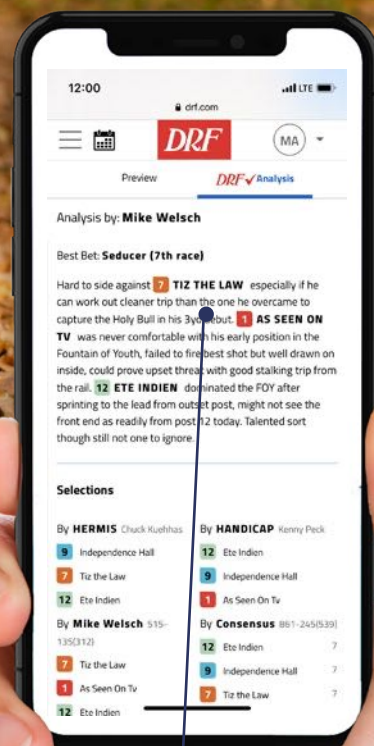 12:00
LTE
drf.com
DRF
MA
Preview
DRF Analysis
Analysis by: Mike Welsch
Best Bet: Seducer (7th race)
Hard to side against 7 TIZ THE LAW especially if he
can work out cleaner trip than the one he overcame to
capture the Holy Bull in his 3yo debut. 1 AS SEEN ON
TV was never comfortable with his early position in the
Fountain of Youth, failed to fire best shot but well drawn on
inside, could prove upset threat with good stalking trip from
the rail. 12 ETE INDIEN dominated the FOY after
sprinting to the lead from outset post, might not see the
front end as readily from post 12 today. Talented sort
though still not one to ignore.
Selections
By HERMIS Chuck Kuehhas
9 Independence Hall
7 Tiz the Law
12 Ete Indien
By HANDICAP Kenny Peck
12 Ete Indien
9 Independence Hall
1 As Seen On Tv
By Mike Welsch 515-
135(312)
7 Tiz the Law
1 As Seen On Tv
12 Ete Indien
By Consensus 861-245(539)
12 Ete Indien 7
9 Independence Hall 7
7 Tiz the Law 7